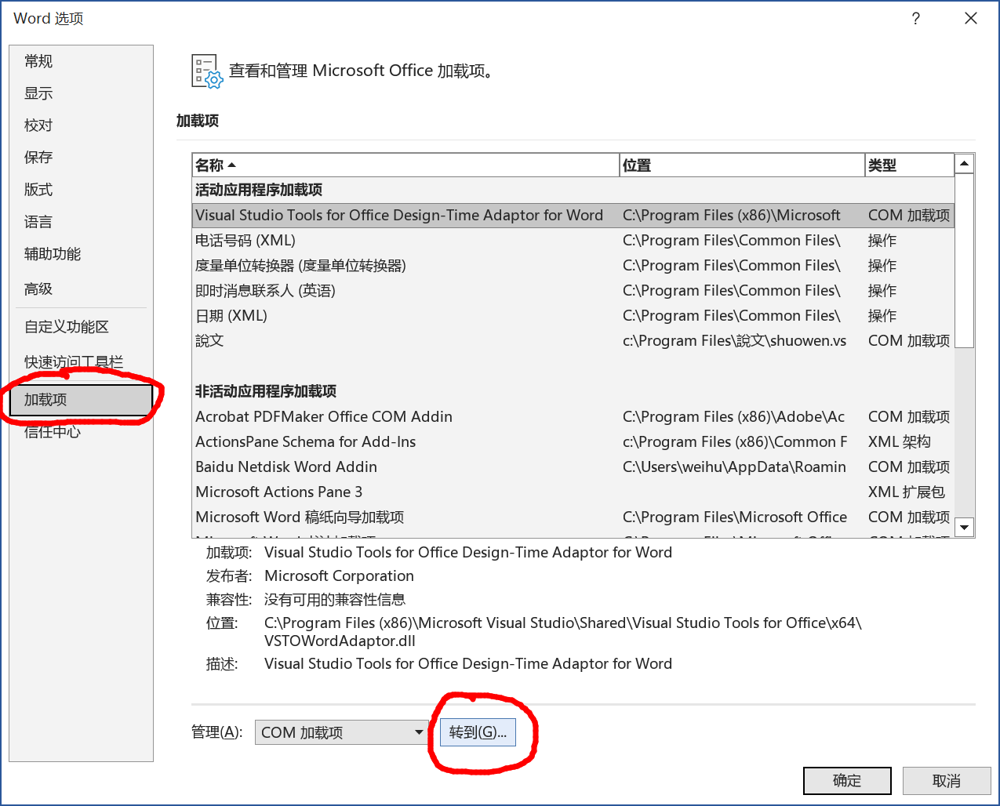 Word 选项
?
常规
显示
校对
保存
版式
语言
辅助功能
高级
自定义功能区
快速访问工具栏
加载项
信任中心
查看和管理 Microsoft Office 加载项。
加载项
名称 位置 类型
活动应用程序加载项
Visual Studio Tools for Office Design-Time Adaptor for Word C:\Program Files (x86)\Microsoft COM 加载项
电话号码 (XML) C:\Program Files\Common Files\ 操作
度量单位转换器 (度量单位转换器) C:\Program Files\Common Files\ 操作
即时消息联系人 (英语) C:\Program Files\Common Files\ 操作
日期 (XML) C:\Program Files\Common Files\ 操作
說文 c:\Program Files\說文\shuowen.vs COM 加载项
非活动应用程序加载项
Acrobat PDFMaker Office COM Addin C:\Program Files (x86)\Adobe\Ac COM 加载项
ActionsPane Schema for Add-Ins c:\Program Files (x86)\Common F XML 架构
Baidu Netdisk Word Addin C:\Users\weihu\AppData\Roamin COM 加载项
Microsoft Actions Pane 3 XML 扩展包
Microsoft Word 稿纸向导加载项 C:\Program Files\Microsoft Office COM 加载项
加载项: Visual Studio Tools for Office Design-Time Adaptor for Word
发布者: Microsoft Corporation
兼容性: 没有可用的兼容性信息
位置: C:\Program Files (x86)\Microsoft Visual Studio\Shared\Visual Studio Tools for Office\x64\
VSTOWordAdaptor.dll
描述: Visual Studio Tools for Office Design-Time Adaptor for Word
管理(A): COM 加载项 转到(G)...
确定 取消